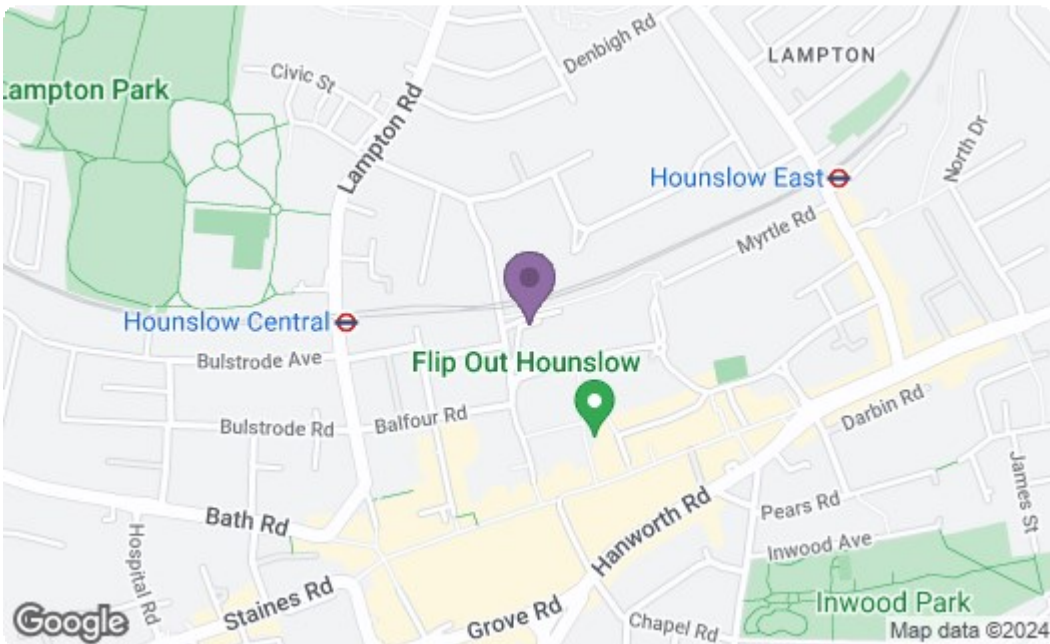 Denbigh Rd
LAMPTON
Civic St
Lampton Park
Lampton Rd
North Dr
Hounslow East
Myrtle Rd
Hounslow Central
Bulstrode Ave
Flip Out Hounslow
Balfour Rd
Bulstrode Rd
Darbin Rd
James St
Bath Rd
Hanworth Rd
Pears Rd
Hospital Rd
Inwood Ave
Staines Rd
Inwood Park
Grove Rd
Chapel Rd
Google
Map data ©2024